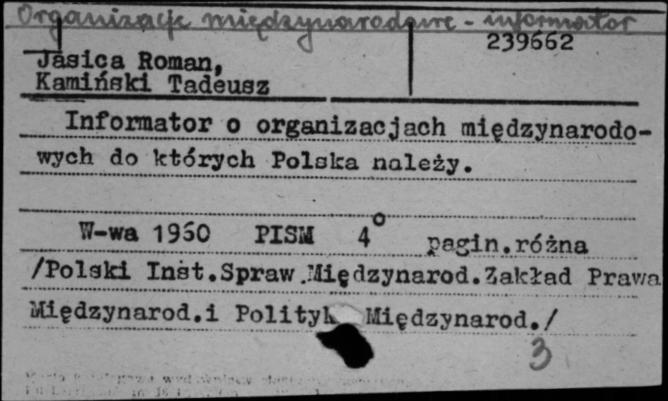 Organizacje międzynarodowe - informator
239662
Jasica Roman,
Kamiński Tadeusz
Informator o organizacjach międzynarodo-
wych do których Polska należy.
W-wa 1960 PISM 4° pagin.różna
/Polski Inst.Spraw.Międzynarod.Zakład Prawa
Międzynarod.i Polityk Międzynarod./
3